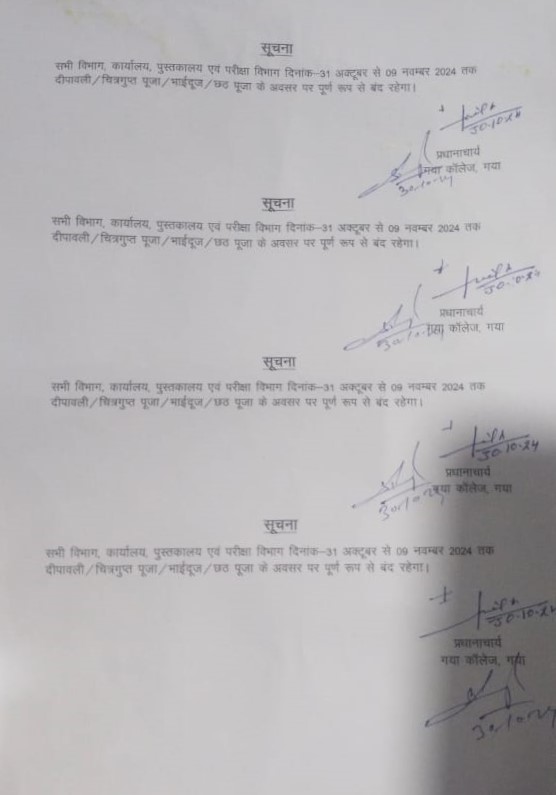 सूचना
सभी विभाग, कार्यालय, पुस्तकालय एवं परीक्षा विभाग दिनांक–31 अक्टूबर से 09 नवम्बर 2024 तक
दीपावली/चित्रगुप्त पूजा/भाईदूज/छठ पूजा के अवसर पर पूर्ण रूप से बंद रहेगा।
30-10-24
प्रधानाचार्य
गया कॉलेज, गया
30/10/24
सूचना
सभी विभाग, कार्यालय, पुस्तकालय एवं परीक्षा विभाग दिनांक–31 अक्टूबर से 09 नवम्बर 2024 तक
दीपावली/चित्रगुप्त पूजा/भाईदूज/छठ पूजा के अवसर पर पूर्ण रूप से बंद रहेगा।
30-10-24
प्रधानाचार्य
गया कॉलेज, गया
30/10/24
सूचना
सभी विभाग, कार्यालय, पुस्तकालय एवं परीक्षा विभाग दिनांक–31 अक्टूबर से 09 नवम्बर 2024 तक
दीपावली/चित्रगुप्त पूजा/भाईदूज/छठ पूजा के अवसर पर पूर्ण रूप से बंद रहेगा।
30-10-24
प्रधानाचार्य
गया कॉलेज, गया
30/10/24
सूचना
सभी विभाग, कार्यालय, पुस्तकालय एवं परीक्षा विभाग दिनांक–31 अक्टूबर से 09 नवम्बर 2024 तक
दीपावली/चित्रगुप्त पूजा/भाईदूज/छठ पूजा के अवसर पर पूर्ण रूप से बंद रहेगा।
30-10-24
प्रधानाचार्य
गया कॉलेज, गया
30/10/24